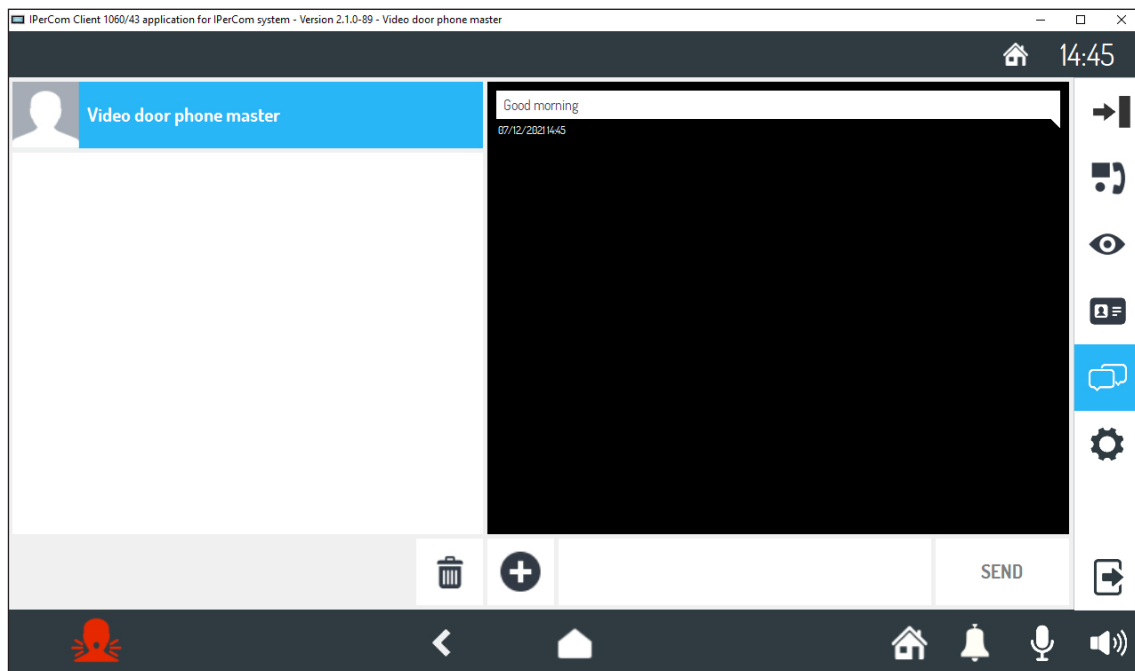 IPerCom Client 1060/43 application for IPerCom system - Version 2.1.0-89 - Video door phone master
14:45
Video door phone master
Good morning
07/12/2021 14:45
SEND